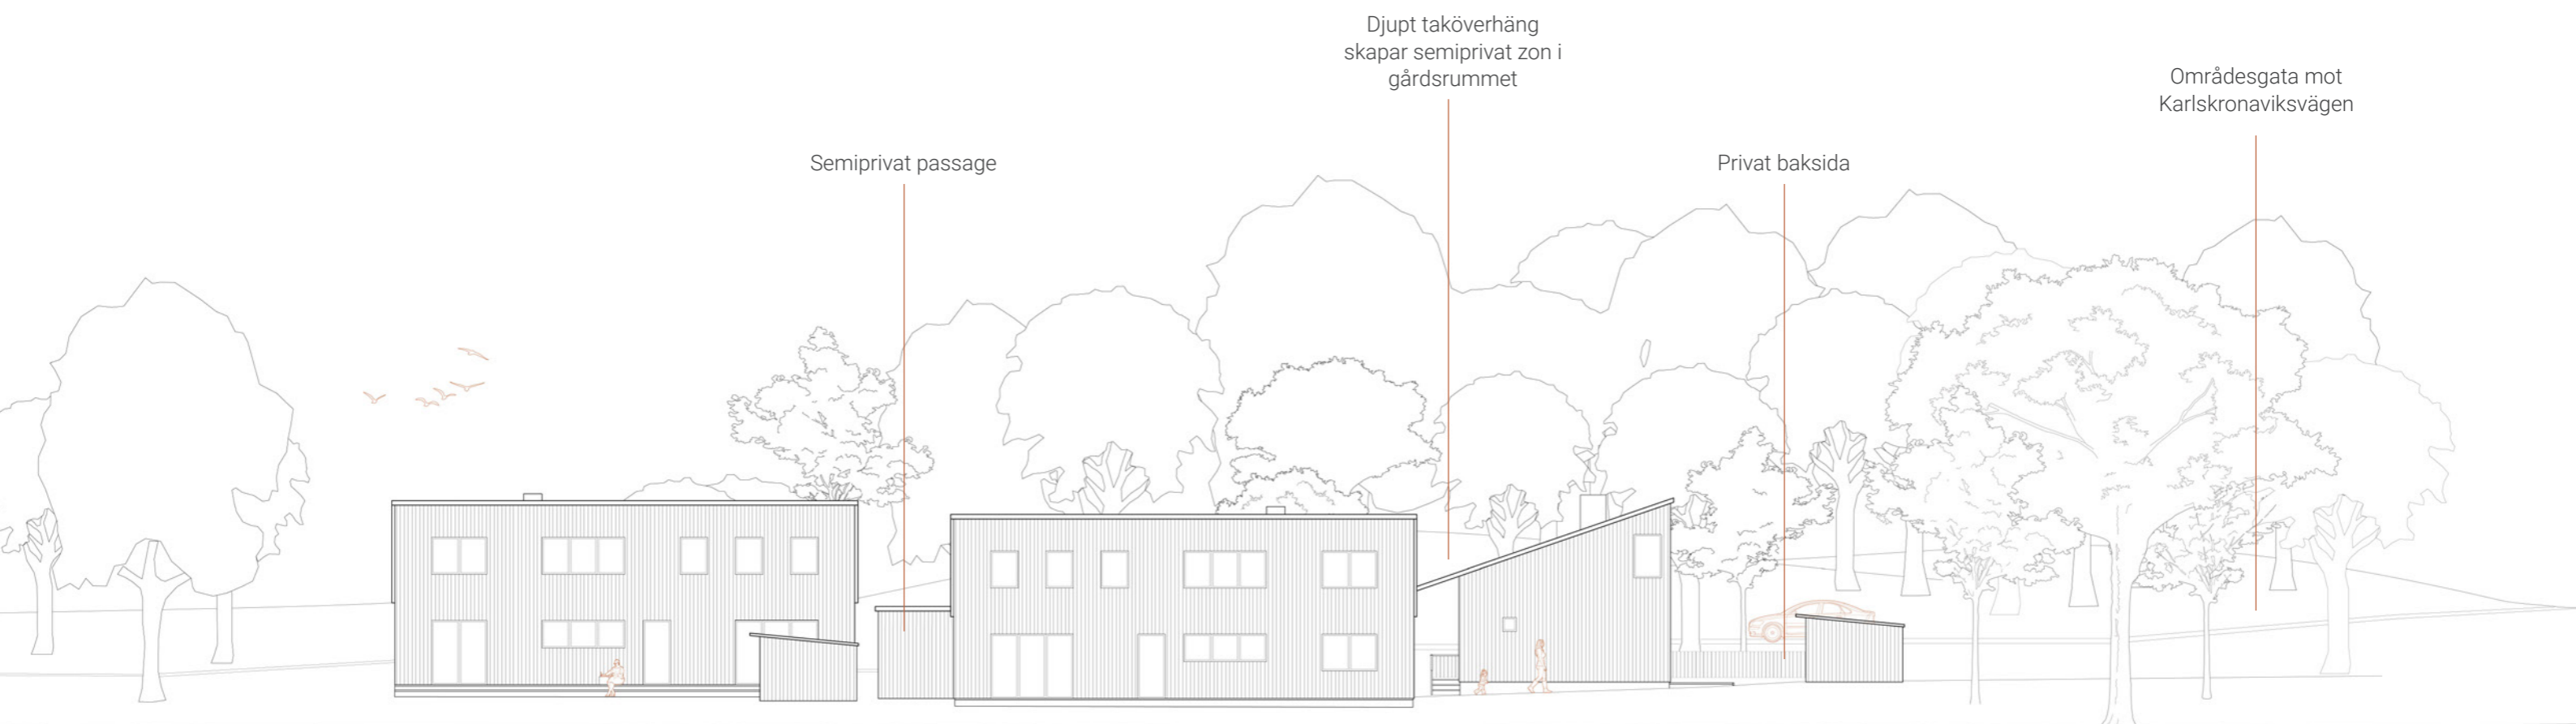 Djupt taköverhäng
skapar semiprivat zon i
gårdsrummet
Områdesgata mot
Karlskronaviksvägen
Semiprivat passage
Privat baksida